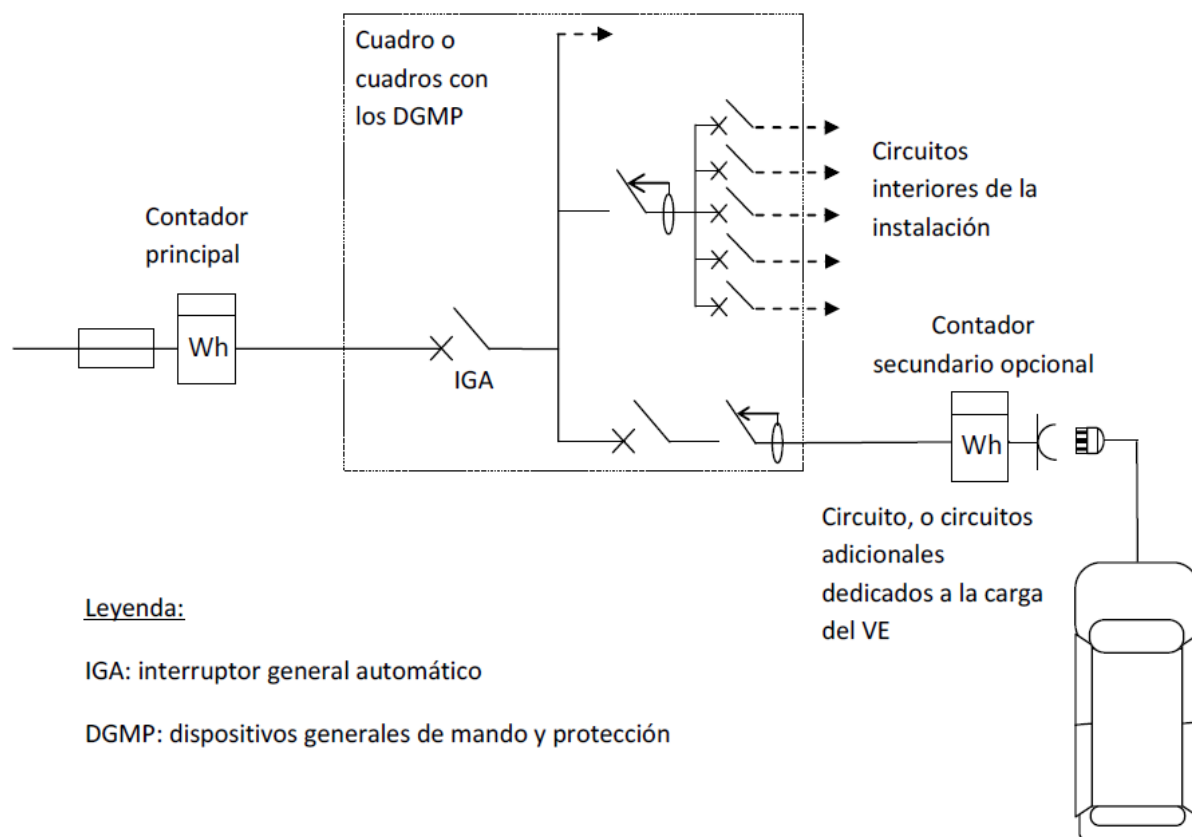 Cuadro o
cuadros con
los DGMP
Circuitos
interiores de la
instalación
Contador
principal
Wh
IGA
Contador
secundario opcional
Wh
Circuito, o circuitos
adicionales
dedicados a la carga
del VE
Leyenda:
IGA: interruptor general automático
DGMP: dispositivos generales de mando y protección